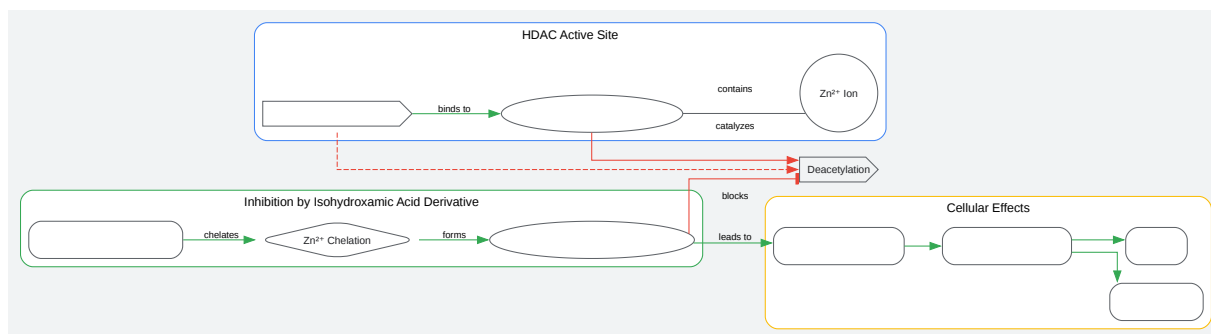 HDAC Active Site
contains
Zn²⁺ Ion
binds to
catalyzes
Deacetylation
blocks
Inhibition by Isohydroxamic Acid Derivative
Cellular Effects
chelates
Zn²⁺ Chelation
forms
leads to